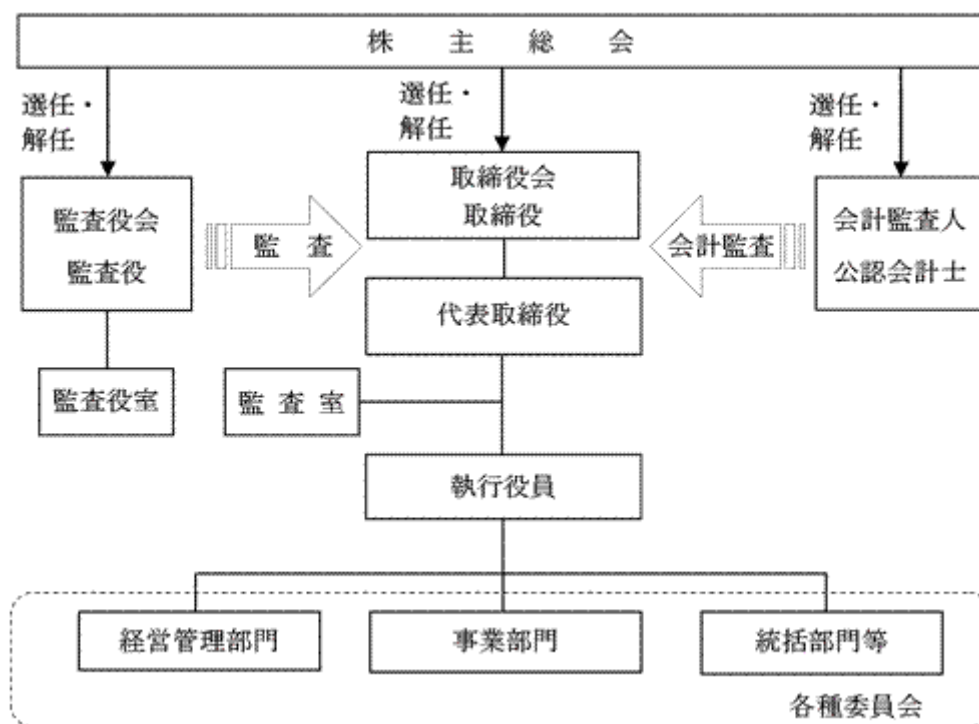 株主総会
選任・
解任
選任・
解任
選任・
解任
監査役会
監査役
監査
取締役会
取締役
会計監査
会計監査人
公認会計士
代表取締役
監査役室
監査室
執行役員
経営管理部門
事業部門
統括部門等
各種委員会